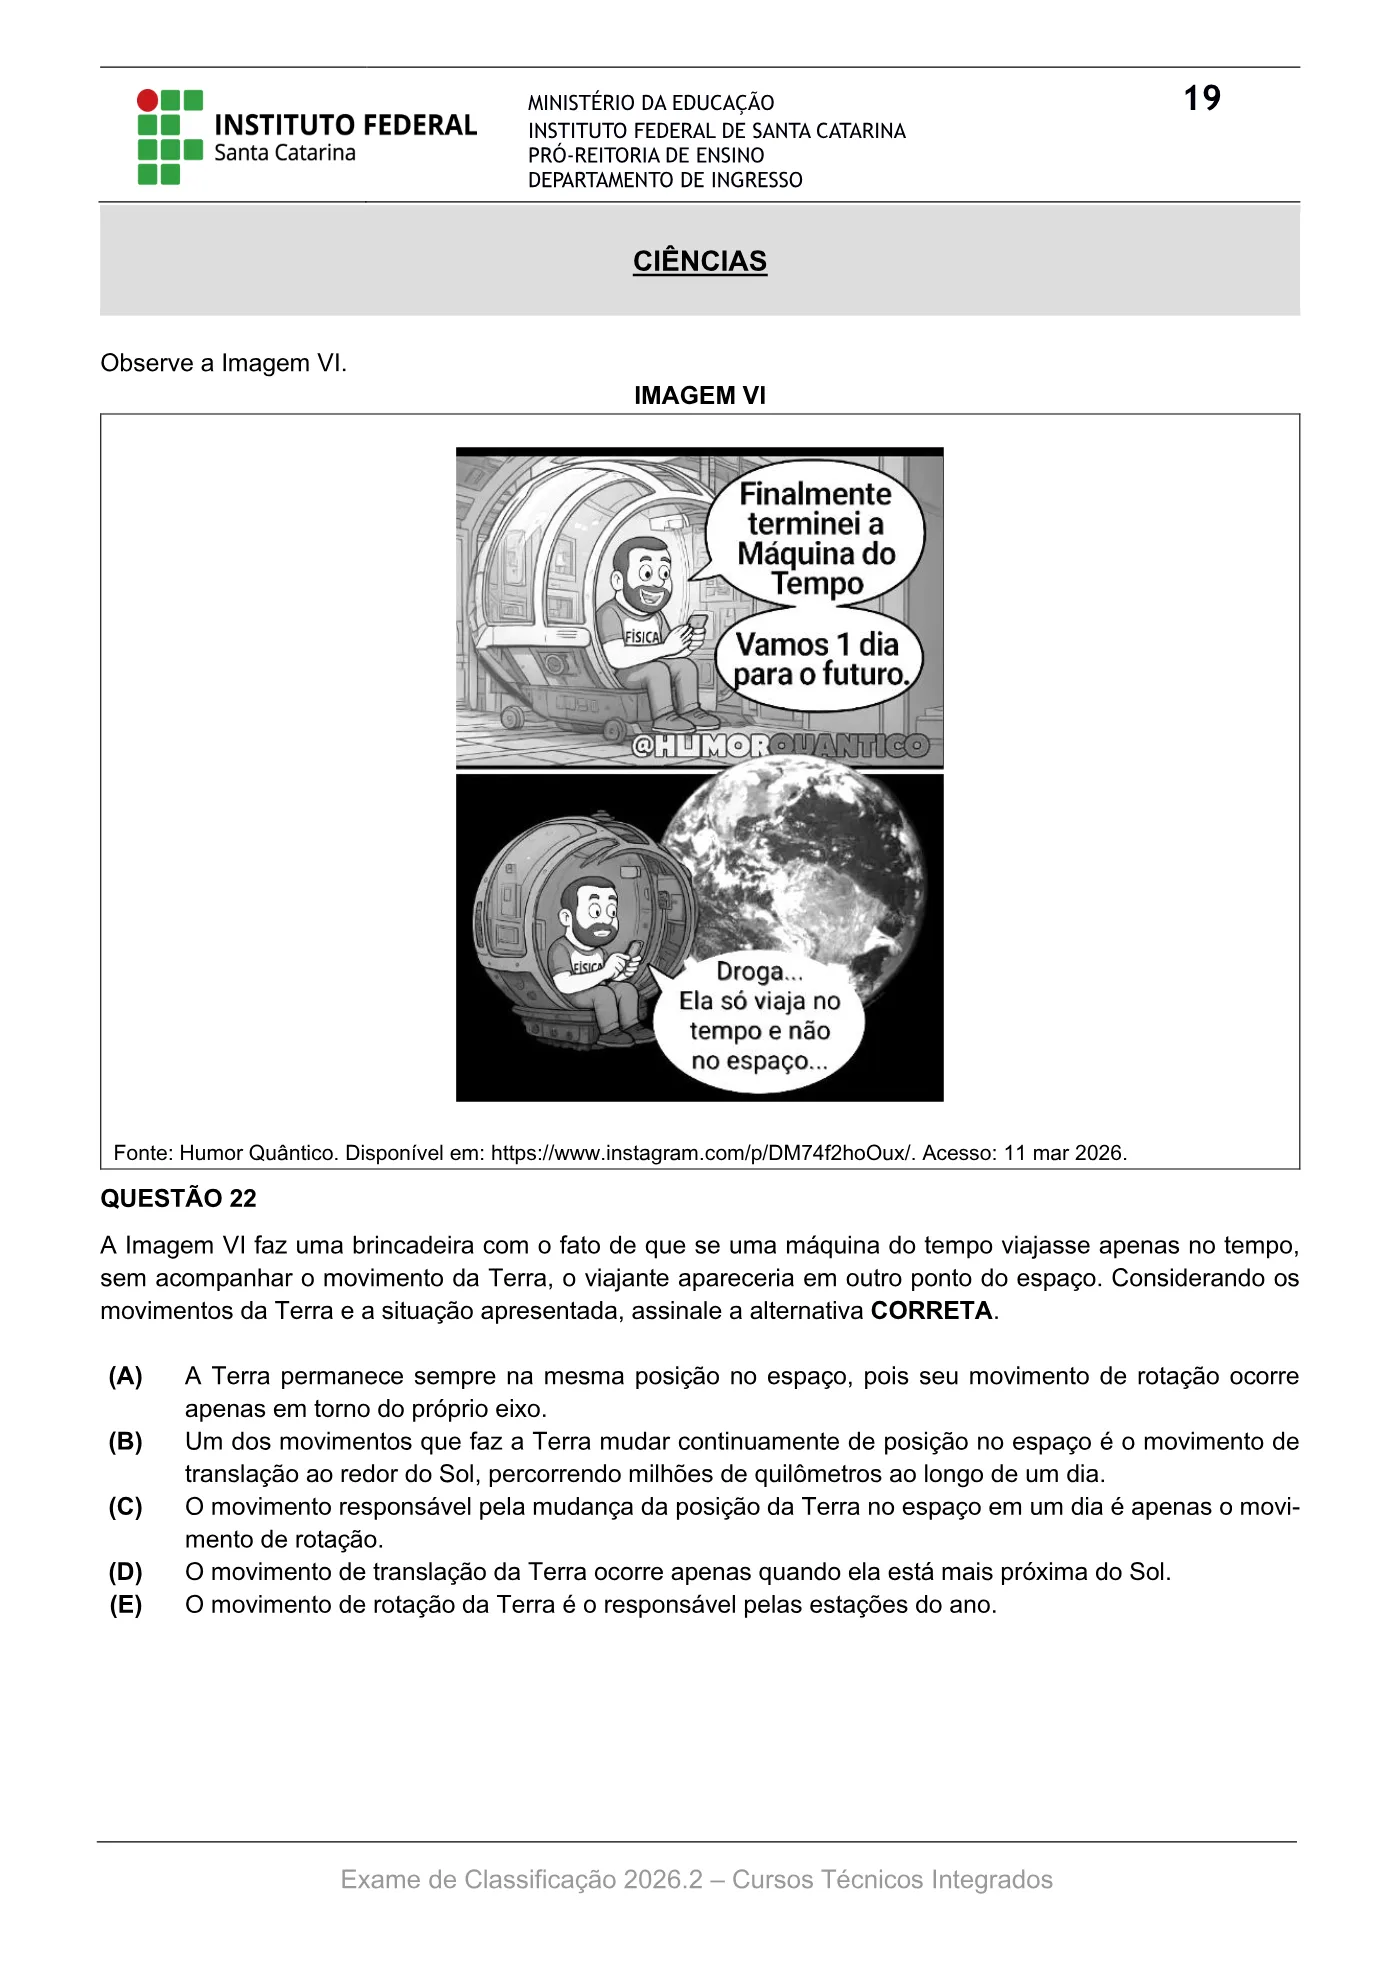 INSTITUTO FEDERAL
Santa Catarina
MINISTÉRIO DA EDUCAÇÃO
INSTITUTO FEDERAL DE SANTA CATARINA
PRÓ-REITORIA DE ENSINO
DEPARTAMENTO DE INGRESSO
19
CIÊNCIAS
Observe a Imagem VI.
IMAGEM VI
Finalmente
terminei a
Máquina do
Tempo
Vamos 1 dia
para o futuro.
FÍSICA
@HUMORQUANTICO
FÍSICA
Droga...
Ela só viaja no
tempo e não
no espaço...
Fonte: Humor Quântico. Disponível em: https://www.instagram.com/p/DM74f2hoOux/. Acesso: 11 mar 2026.
QUESTÃO 22
A Imagem VI faz uma brincadeira com o fato de que se uma máquina do tempo viajasse apenas no tempo,
sem acompanhar o movimento da Terra, o viajante apareceria em outro ponto do espaço. Considerando os
movimentos da Terra e a situação apresentada, assinale a alternativa CORRETA.
(A) A Terra permanece sempre na mesma posição no espaço, pois seu movimento de rotação ocorre
apenas em torno do próprio eixo.
(B) Um dos movimentos que faz a Terra mudar continuamente de posição no espaço é o movimento de
translação ao redor do Sol, percorrendo milhões de quilômetros ao longo de um dia.
(C) O movimento responsável pela mudança da posição da Terra no espaço em um dia é apenas o movi-
mento de rotação.
(D) O movimento de translação da Terra ocorre apenas quando ela está mais próxima do Sol.
(E) O movimento de rotação da Terra é o responsável pelas estações do ano.
Exame de Classificação 2026.2 – Cursos Técnicos Integrados